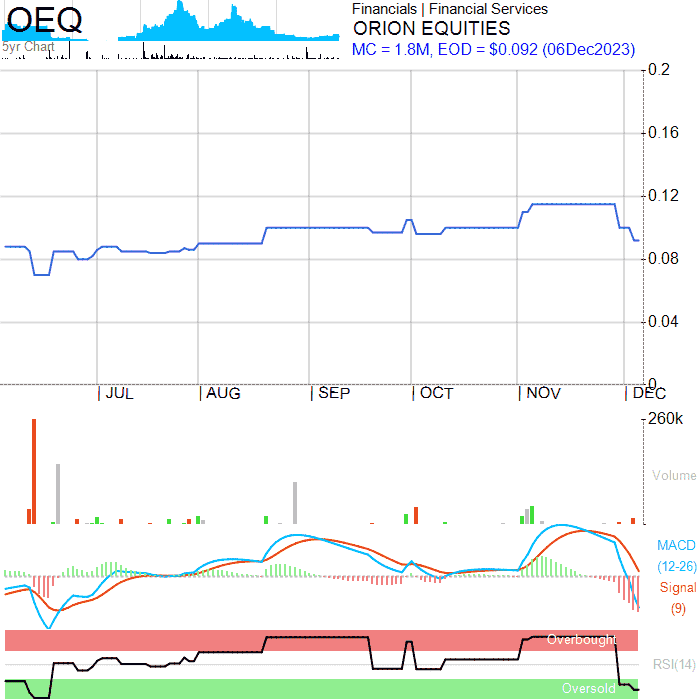 OEQ
5yr Chart
Financials | Financial Services
ORION EQUITIES
MC = 1.8M, EOD = $0.092 (06Dec2023)
0.2
0.16
0.12
0.08
0.04
0
JUL AUG SEP OCT NOV DEC
260k
Volume
MACD
(12-26)
Signal
(9)
Overbought
RSI(14)
Oversold